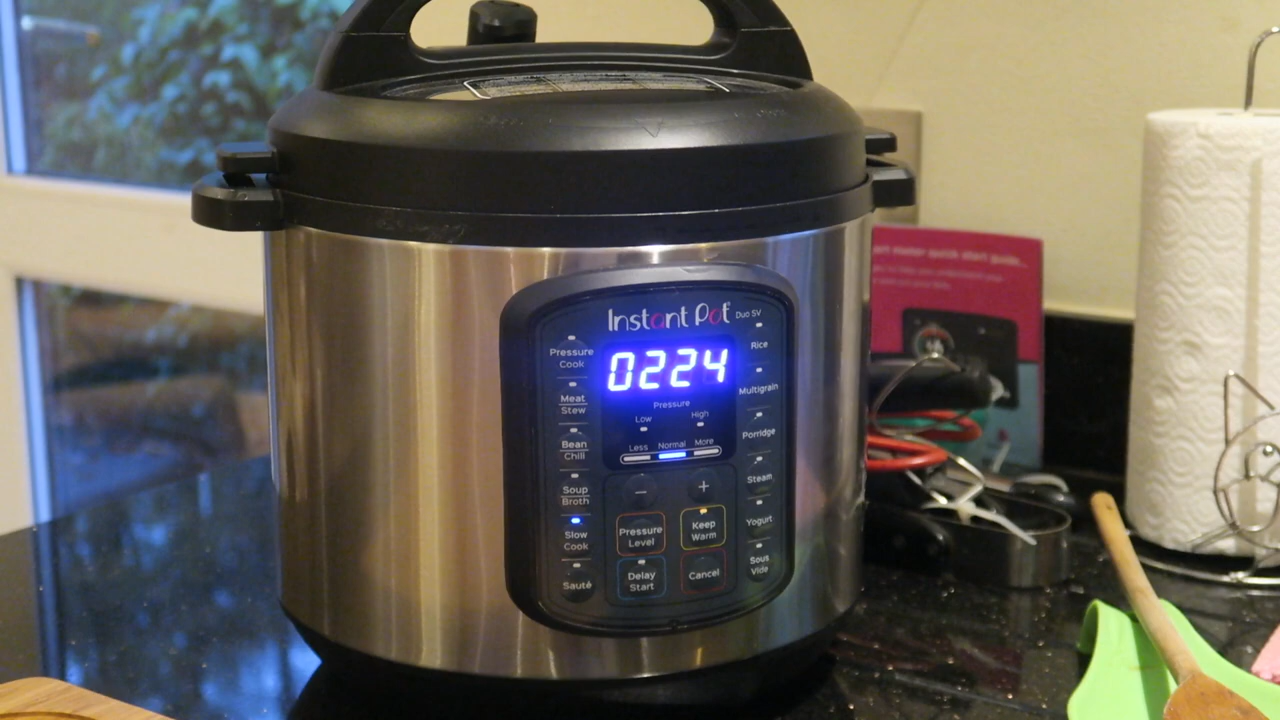 Instant Pot
Duo SV
0224
Pressure
Low
High
Less
Normal
More
Pressure
Cook
Meat
Stew
Bean
Chili
Soup
Broth
Slow
Cook
Sauté
Rice
Multigrain
Porridge
Steam
Yogurt
Sous
Vide
−
+
Pressure
Level
Keep
Warm
Delay
Start
Cancel
meter quick start guide...